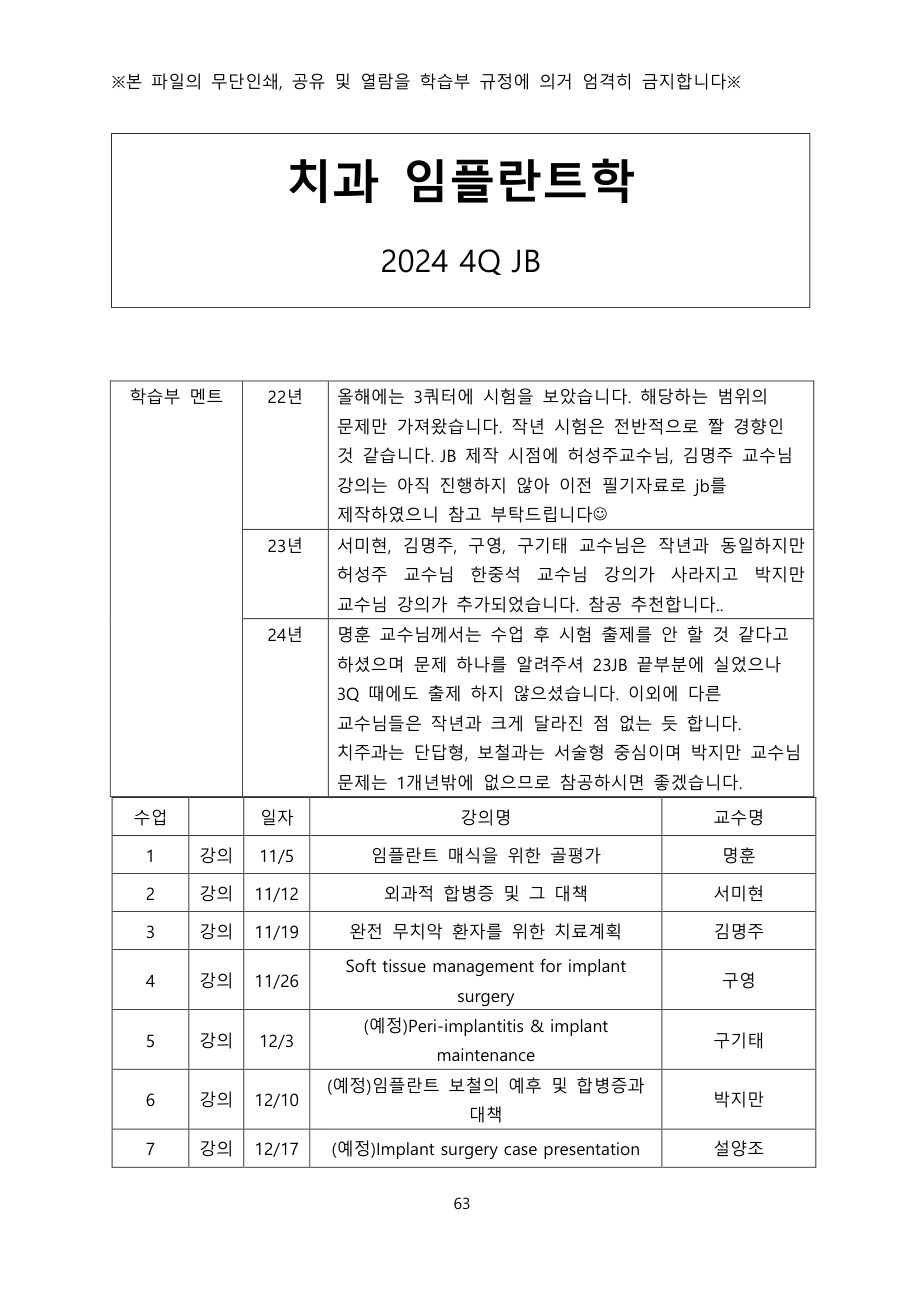 ※본 파일의 무단인쇄, 공유 및 열람을 학습부 규정에 의거 엄격히 금지합니다※
치과 임플란트학
2024 4Q JB
학습부 멘트 22년 올해에는 3쿼터에 시험을 보았습니다. 해당하는 범위의
문제만 가져왔습니다. 작년 시험은 전반적으로 짤 경향인
것 같습니다. JB 제작 시점에 허성주교수님, 김명주 교수님
강의는 아직 진행하지 않아 이전 필기자료로 jb를
제작하였으니 참고 부탁드립니다☺
23년 서미현, 김명주, 구영, 구기태 교수님은 작년과 동일하지만
허성주 교수님 한중석 교수님 강의가 사라지고 박지만
교수님 강의가 추가되었습니다. 참공 추천합니다..
24년 명훈 교수님께서는 수업 후 시험 출제를 안 할 것 같다고
하셨으며 문제 하나를 알려주셔 23JB 끝부분에 실었으나
3Q 때에도 출제 하지 않으셨습니다. 이외에 다른
교수님들은 작년과 크게 달라진 점 없는 듯 합니다.
치주과는 단답형, 보철과는 서술형 중심이며 박지만 교수님
문제는 1개년밖에 없으므로 참공하시면 좋겠습니다.
수업 일자 강의명 교수명
1 강의 11/5 임플란트 매식을 위한 골평가 명훈
2 강의 11/12 외과적 합병증 및 그 대책 서미현
3 강의 11/19 완전 무치악 환자를 위한 치료계획 김명주
4 강의 11/26 Soft tissue management for implant
surgery 구영
5 강의 12/3 (예정)Peri-implantitis & implant
maintenance 구기태
6 강의 12/10 (예정)임플란트 보철의 예후 및 합병증과
대책 박지만
7 강의 12/17 (예정)Implant surgery case presentation 설양조
63